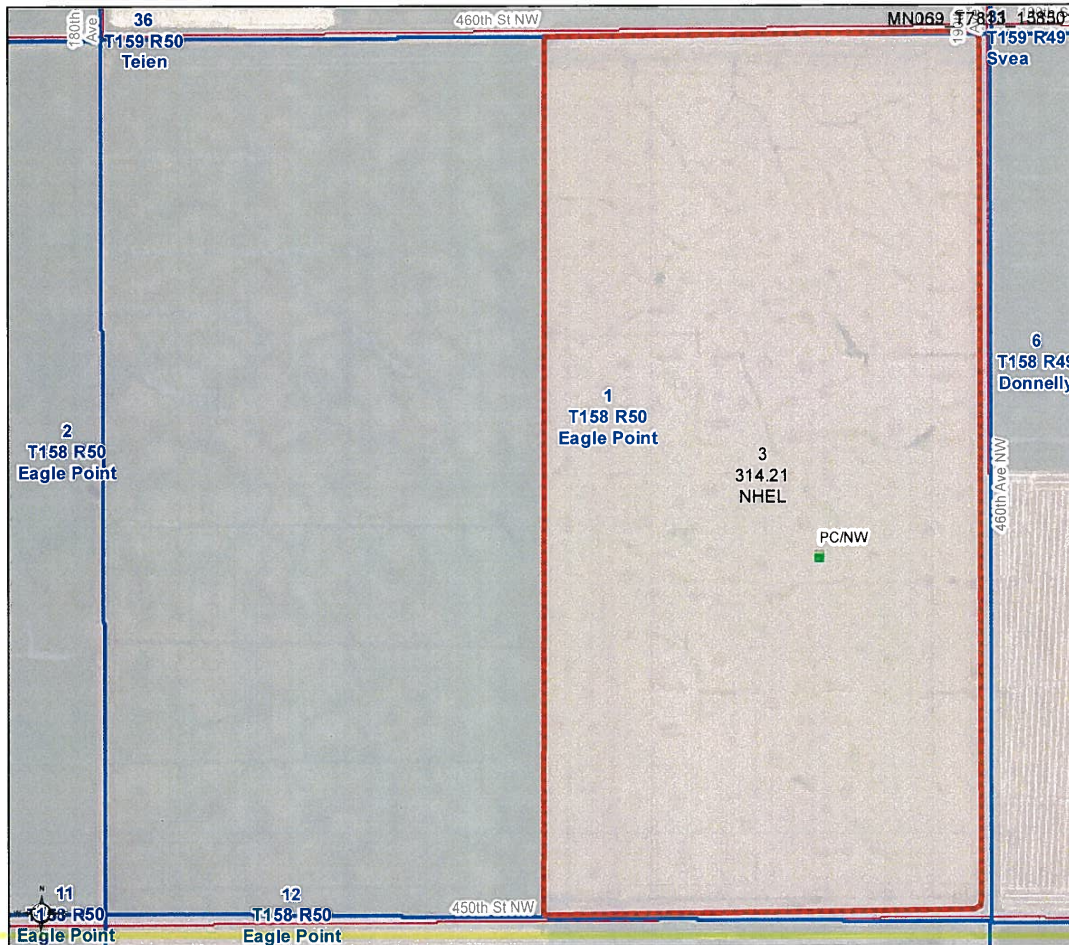 36
T159 R50
Teien
180th
Ave
460th St NW
MN069_T7833_15850
T159 R49
Svea
6
T158 R49
Donnelly
1
T158 R50
Eagle Point
2
T158 R50
Eagle Point
3
314.21
NHEL
460th Ave NW
PC/NW
450th St NW
N
11
T158 R50
Eagle Point
12
T158 R50
Eagle Point